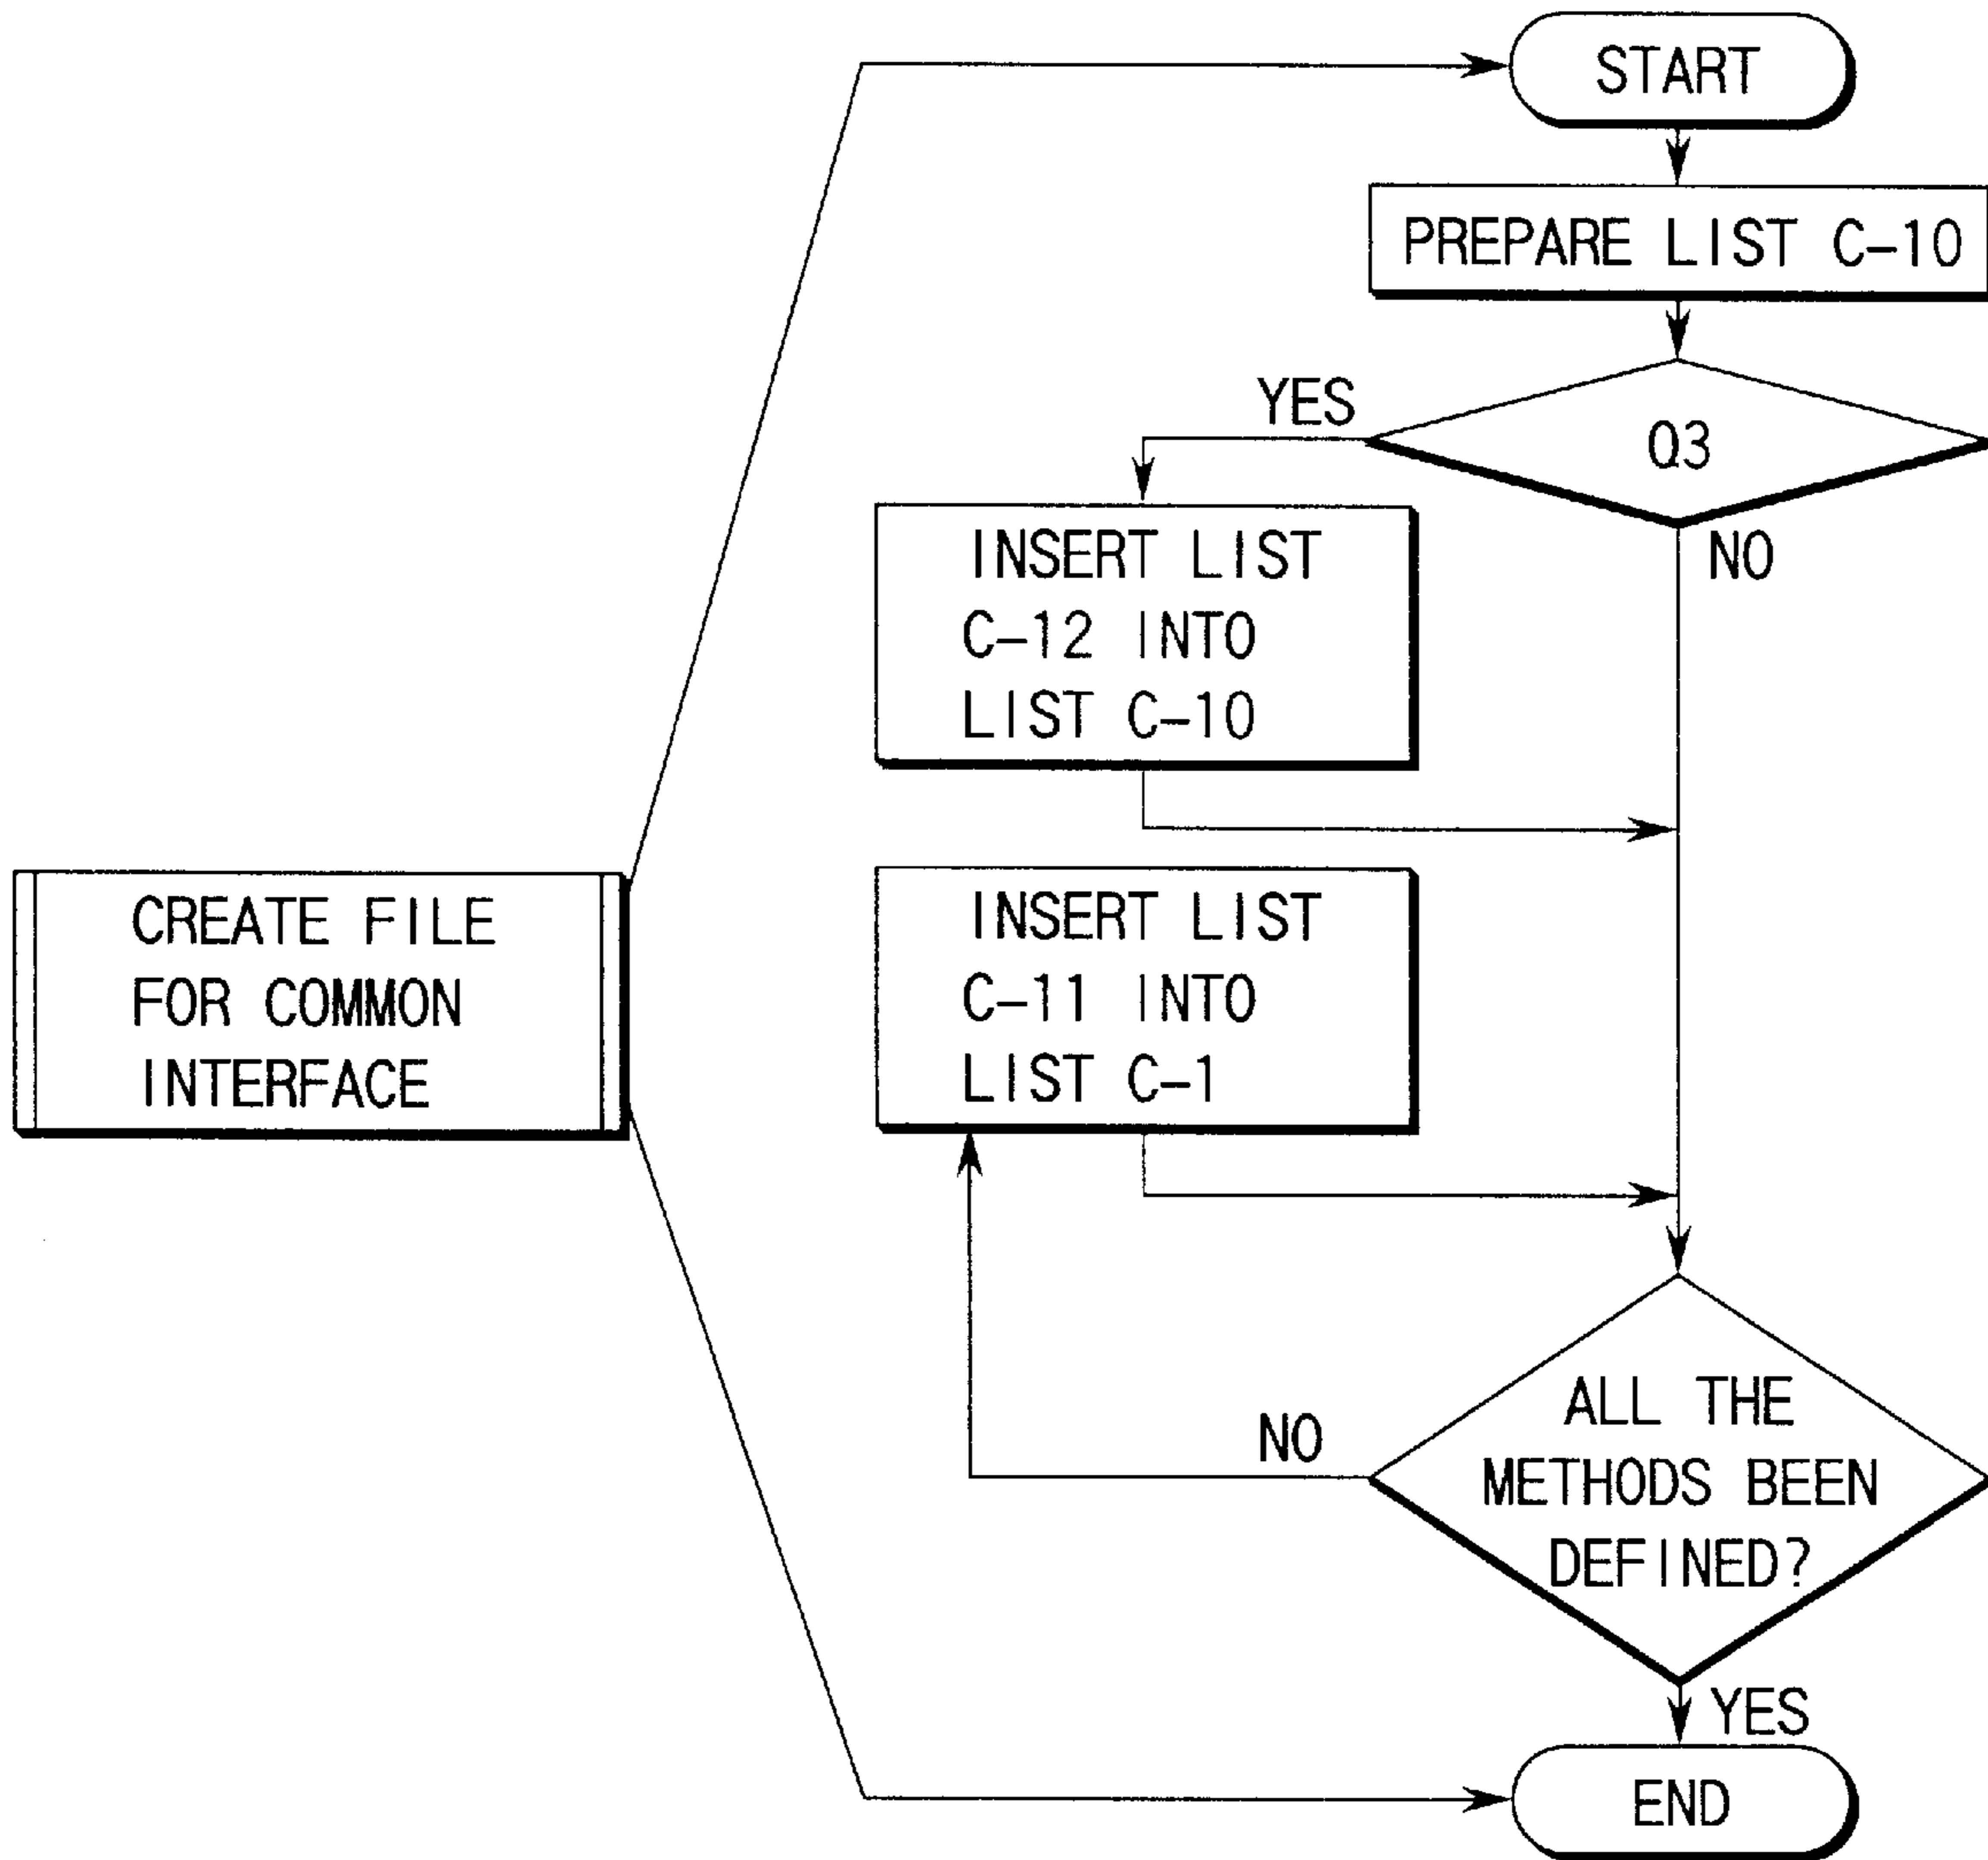 START
PREPARE LIST C-10
YES
Q3
NO
INSERT LIST
C-12 INTO
LIST C-10
CREATE FILE
FOR COMMON
INTERFACE
INSERT LIST
C-11 INTO
LIST C-1
NO
ALL THE
METHODS BEEN
DEFINED?
YES
END